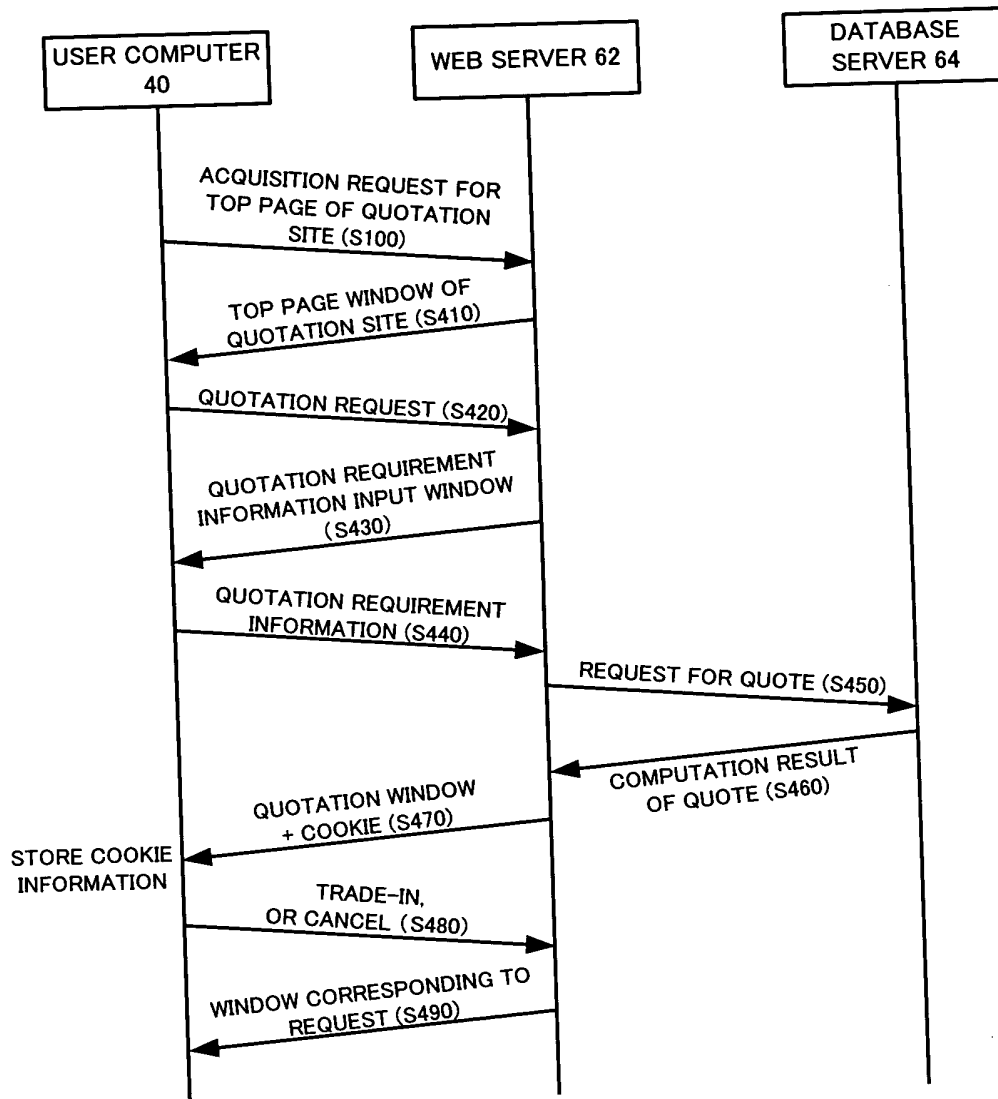 USER COMPUTER
40
WEB SERVER 62
DATABASE
SERVER 64
ACQUISITION REQUEST FOR
TOP PAGE OF QUOTATION
SITE (S100)
TOP PAGE WINDOW OF
QUOTATION SITE (S410)
QUOTATION REQUEST (S420)
QUOTATION REQUIREMENT
INFORMATION INPUT WINDOW
(S430)
QUOTATION REQUIREMENT
INFORMATION (S440)
REQUEST FOR QUOTE (S450)
COMPUTATION RESULT
OF QUOTE (S460)
QUOTATION WINDOW
+ COOKIE (S470)
STORE COOKIE
INFORMATION
TRADE-IN,
OR CANCEL (S480)
WINDOW CORRESPONDING TO
REQUEST (S490)